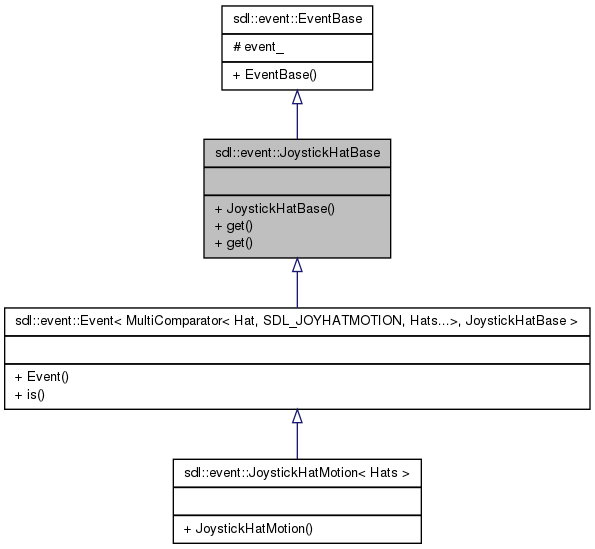 sdl::event::EventBase
# event_
+ EventBase()
sdl::event::JoystickHatBase
+ JoystickHatBase()
+ get()
+ get()
sdl::event::Event< MultiComparator< Hat, SDL_JOYHATMOTION, Hats...>, JoystickHatBase >
+ Event()
+ is()
sdl::event::JoystickHatMotion< Hats >
+ JoystickHatMotion()